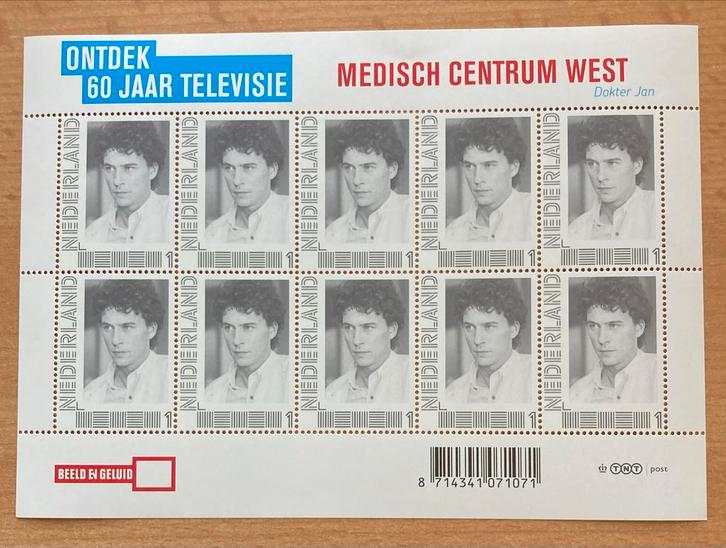 ONTDEK
60 JAAR TELEVISIE
MEDISCH CENTRUM WEST
Dokter Jan
NEDERLAND 1
NEDERLAND 1
NEDERLAND 1
NEDERLAND 1
NEDERLAND 1
NEDERLAND 1
NEDERLAND 1
NEDERLAND 1
NEDERLAND 1
NEDERLAND 1
BEELD EN GELUID
8 714341 071071
TNT post